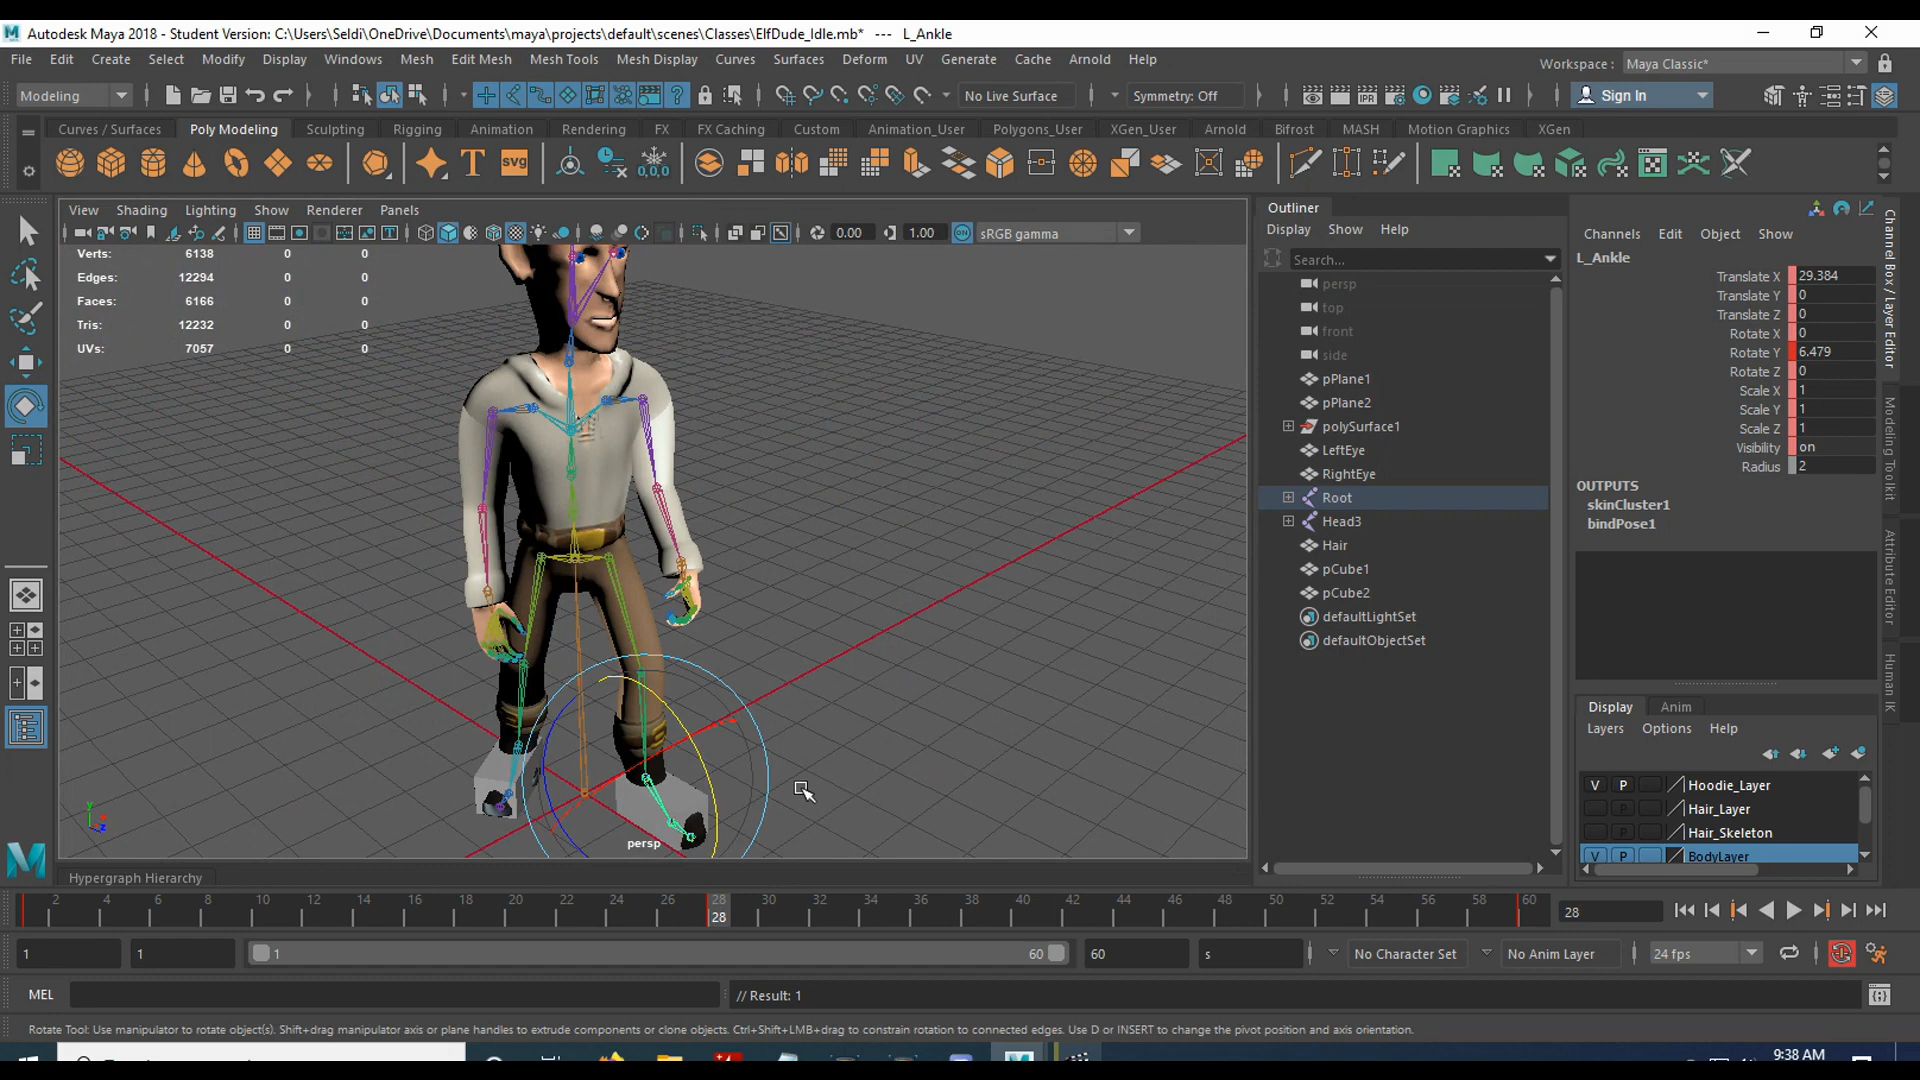 Autodesk Maya 2018 - Student Version: C:\Users\Seldi\OneDrive\Documents\maya\projects\default\scenes\Classes\ElfDude_Idle.mb* --- L_Ankle
File Edit Create Select Modify Display Windows Mesh Edit Mesh Mesh Tools Mesh Display Curves Surfaces Deform UV Generate Cache Arnold Help
Workspace : Maya Classic*
Modeling No Live Surface Symmetry: Off IPR Sign In
Curves / Surfaces Poly Modeling Sculpting Rigging Animation Rendering FX FX Caching Custom Animation_User Polygons_User XGen_User Arnold Bifrost MASH Motion Graphics XGen
T SVG 0,0,0
View Shading Lighting Show Renderer Panels
0.00 1.00 sRGB gamma
Verts: 6138 0 0
Edges: 12294 0 0
Faces: 6166 0 0
Tris: 12232 0 0
UVs: 7057 0 0
persp
Hypergraph Hierarchy
Outliner
Display Show Help
Search...
persp
top
front
side
pPlane1
pPlane2
polySurface1
LeftEye
RightEye
Root
Head3
Hair
pCube1
pCube2
defaultLightSet
defaultObjectSet
Channels Edit Object Show
L_Ankle
Translate X 29.384
Translate Y 0
Translate Z 0
Rotate X 0
Rotate Y 6.479
Rotate Z 0
Scale X 1
Scale Y 1
Scale Z 1
Visibility on
Radius 2
OUTPUTS
skinCluster1
bindPose1
Channel Box / Layer Editor
Modeling Toolkit
Attribute Editor
Human IK
Display Anim
Layers Options Help
V P Hoodie_Layer
Hair_Layer
Hair_Skeleton
V P BodyLayer
2 4 6 8 10 12 14 16 18 20 22 24 26 28 30 32 34 36 38 40 42 44 46 48 50 52 54 56 58 60
28 28
1 1 1 60 60 s No Character Set No Anim Layer 24 fps
MEL // Result: 1
Rotate Tool: Use manipulator to rotate object(s). Shift+drag manipulator axis or plane handles to extrude components or clone objects. Ctrl+Shift+LMB+drag to constrain rotation to connected edges. Use D or INSERT to change the pivot position and axis orientation.
9:38 AM